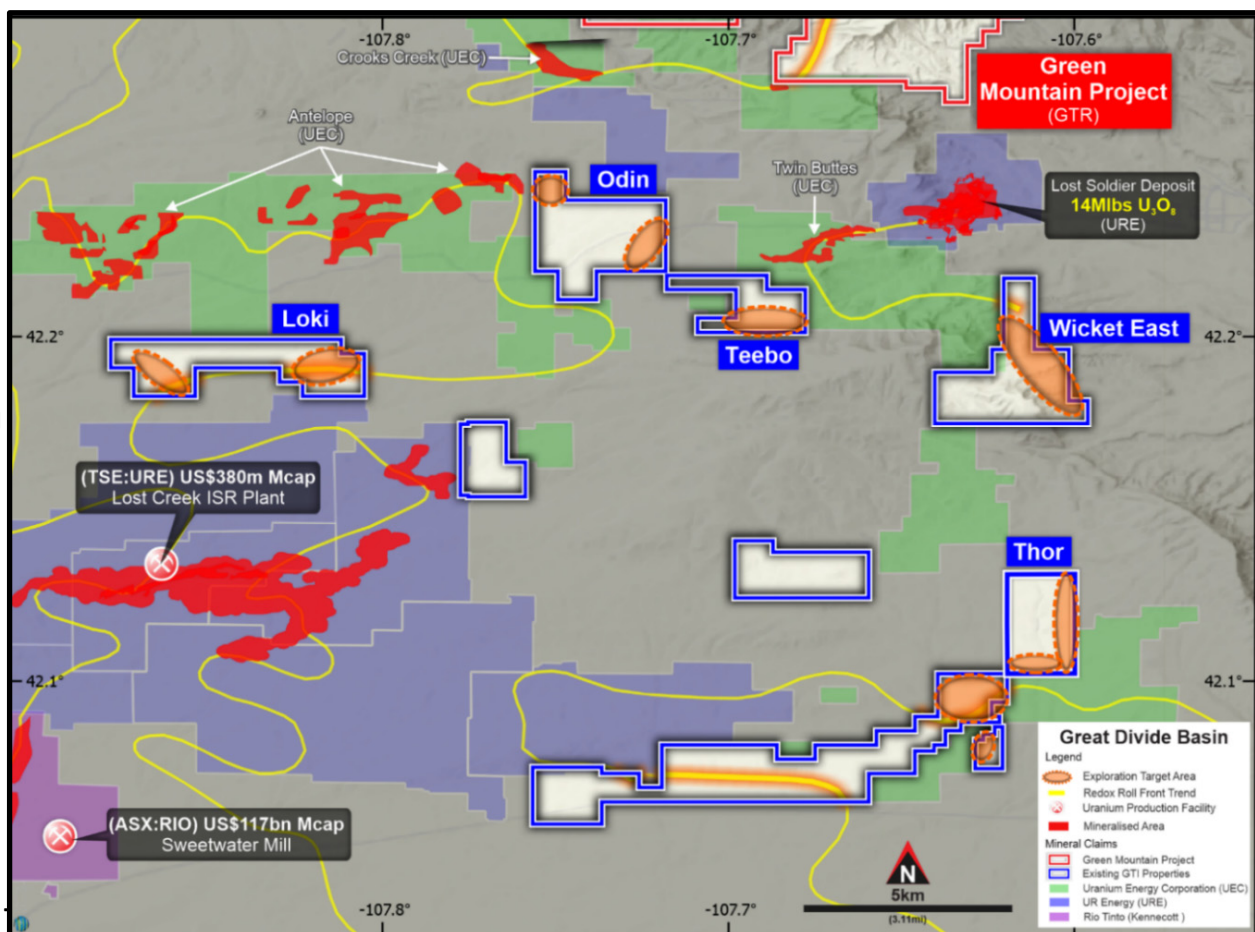 -107.8°
-107.7°
-107.6°
Crooks Creek (UEC)
Green
Mountain Project
(GTR)
Antelope
(UEC)
Odin
Twin Buttes
(UEC)
Lost Soldier Deposit
14Mlbs U₃O₈
(URE)
Loki
42.2°
Teebo
Wicket East
42.2°
(TSE:URE) US$380m Mcap
Lost Creek ISR Plant
Thor
42.1°
42.1°
(ASX:RIO) US$117bn Mcap
Sweetwater Mill
N
5km
(3.11mi)
-107.8°
-107.7°
Great Divide Basin
Legend
Exploration Target Area
Redox Roll Front Trend
Uranium Production Facility
Mineralised Area
Mineral Claims
Green Mountain Project
Existing GTI Properties
Uranium Energy Corporation (UEC)
UR Energy (URE)
Rio Tinto (Kennecott )